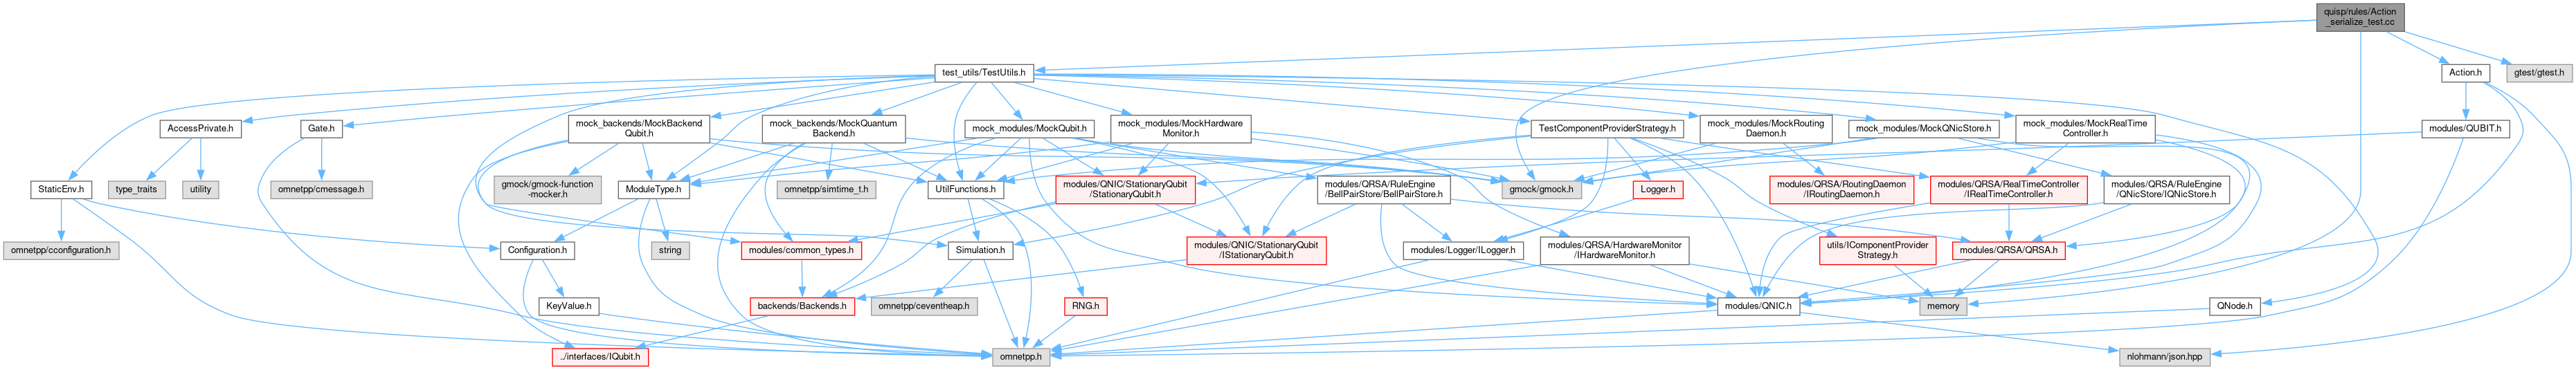 quisp/rules/Action
_serialize_test.cc
test_utils/TestUtils.h
Action.h
gtest/gtest.h
AccessPrivate.h
Gate.h
mock_backends/MockBackend
Qubit.h
mock_backends/MockQuantum
Backend.h
mock_modules/MockQubit.h
mock_modules/MockHardware
Monitor.h
TestComponentProviderStrategy.h
mock_modules/MockRouting
Daemon.h
mock_modules/MockQNicStore.h
mock_modules/MockRealTime
Controller.h
modules/QUBIT.h
StaticEnv.h
type_traits
utility
omnetpp/cmessage.h
gmock/gmock-function
-mocker.h
ModuleType.h
omnetpp/simtime_t.h
UtilFunctions.h
modules/QNIC/StationaryQubit
/StationaryQubit.h
modules/QRSA/RuleEngine
/BellPairStore/BellPairStore.h
gmock/gmock.h
Logger.h
modules/QRSA/RoutingDaemon
/IRoutingDaemon.h
modules/QRSA/RealTimeController
/IRealTimeController.h
modules/QRSA/RuleEngine
/QNicStore/IQNicStore.h
omnetpp/cconfiguration.h
Configuration.h
string
modules/common_types.h
Simulation.h
modules/QNIC/StationaryQubit
/IStationaryQubit.h
modules/Logger/ILogger.h
modules/QRSA/HardwareMonitor
/IHardwareMonitor.h
utils/IComponentProvider
Strategy.h
modules/QRSA/QRSA.h
KeyValue.h
backends/Backends.h
omnetpp/ceventheap.h
RNG.h
modules/QNIC.h
memory
QNode.h
../interfaces/IQubit.h
omnetpp.h
nlohmann/json.hpp